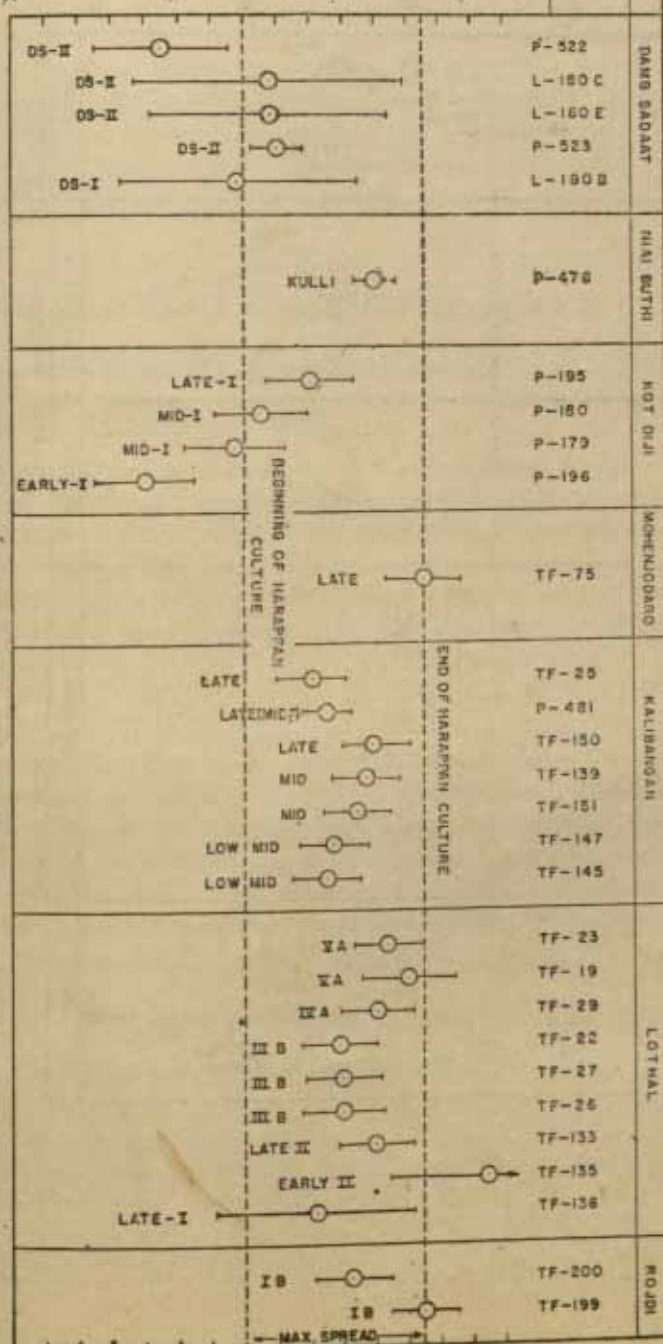 DS-II P-522
DS-II L-180 C
DS-II L-180 E
DS-II P-523
DS-I L-180 B
DAMB SADAAT
KULLI P-478
NIAI BUTHI
LATE-I P-195
MID-I P-180
MID-I P-179
EARLY-I P-196
KOT DIJI
BEGINNING OF HARAPPAN
CULTURE
LATE TF-75
MOHENJODARO
END OF HARAPPAN CULTURE
LATE TF-25
P-481
LATE TF-150
MID TF-139
MID TF-151
LOW MID TF-147
LOW MID TF-145
KALIBANGAN
VA TF-23
VA TF-19
IVA TF-29
III B TF-22
III B TF-27
III B TF-26
LATE II TF-133
EARLY II TF-135
LATE-I TF-136
LOTHAL
I B TF-200
I B TF-199
ROJDI
MAX. SPREAD